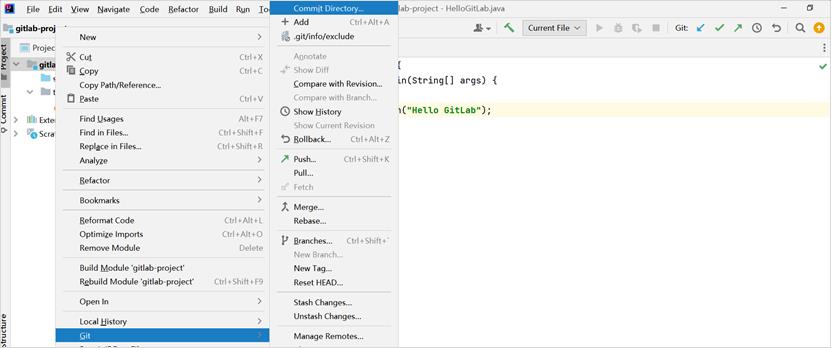 File Edit View Navigate Code Refactor Build Run
lab-project - HelloGitLab.java
gitlab-proj
Current File
Git:
Project
Commit
Structure
Projec
gitlab
Exter
Scrat
New
Cut Ctrl+X
Copy Ctrl+C
Copy Path/Reference...
Paste Ctrl+V
Find Usages Alt+F7
Find in Files... Ctrl+Shift+F
Replace in Files... Ctrl+Shift+R
Analyze
Refactor
Bookmarks
Reformat Code Ctrl+Alt+L
Optimize Imports Ctrl+Alt+O
Remove Module Delete
Build Module 'gitlab-project'
Rebuild Module 'gitlab-project' Ctrl+Shift+F9
Open In
Local History
Git
Commit Directory...
Add Ctrl+Alt+A
.git/info/exclude
Annotate
Show Diff
Compare with Revision...
Compare with Branch...
Show History
Show Current Revision
Rollback... Ctrl+Alt+Z
Push... Ctrl+Shift+K
Pull...
Fetch
Merge...
Rebase...
Branches... Ctrl+Shift+`
New Branch...
New Tag...
Reset HEAD...
Stash Changes...
Unstash Changes...
Manage Remotes...
{
in(String[] args) {
("Hello GitLab");